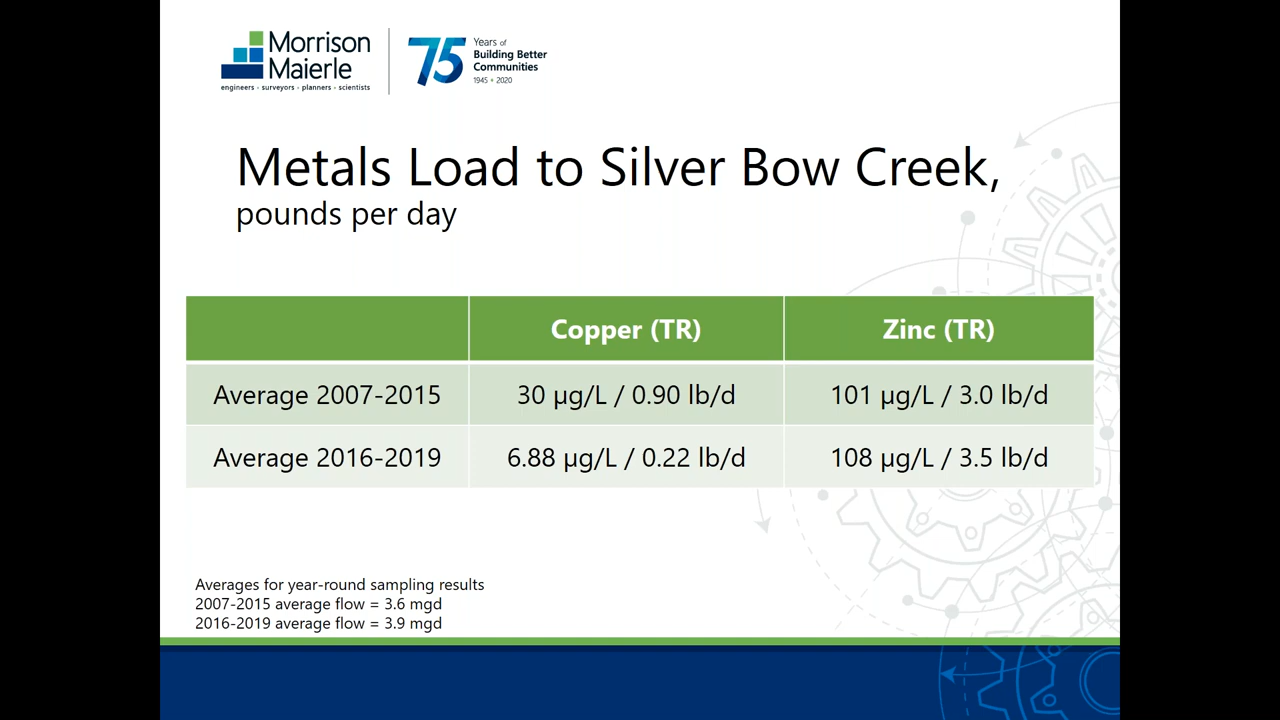 Morrison
Maierle
engineers • surveyors • planners • scientists
75 Years of
Building Better
Communities
1945 • 2020
Metals Load to Silver Bow Creek,
pounds per day
Copper (TR) Zinc (TR)
Average 2007-2015 30 µg/L / 0.90 lb/d 101 µg/L / 3.0 lb/d
Average 2016-2019 6.88 µg/L / 0.22 lb/d 108 µg/L / 3.5 lb/d
Averages for year-round sampling results
2007-2015 average flow = 3.6 mgd
2016-2019 average flow = 3.9 mgd